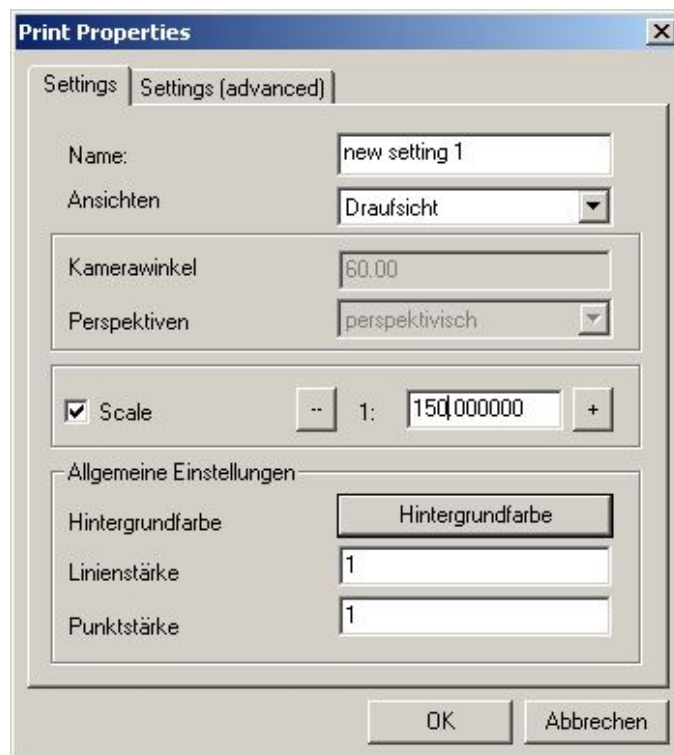 Print Properties
Settings Settings (advanced)
Name: new setting 1
Ansichten Draufsicht
Kamerawinkel 60.00
Perspektiven perspektivisch
Scale -- 1: 150.000000 +
Allgemeine Einstellungen
Hintergrundfarbe Hintergrundfarbe
Linienstärke 1
Punktstärke 1
OK Abbrechen